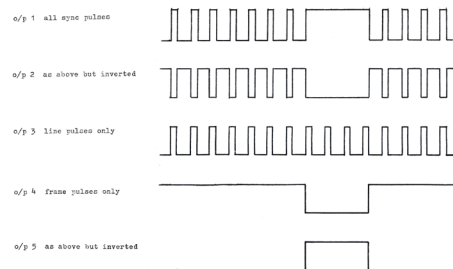 o/p 1 all sync pulses
o/p 2 as above but inverted
o/p 3 line pulses only
o/p 4 frame pulses only
o/p 5 as above but inverted